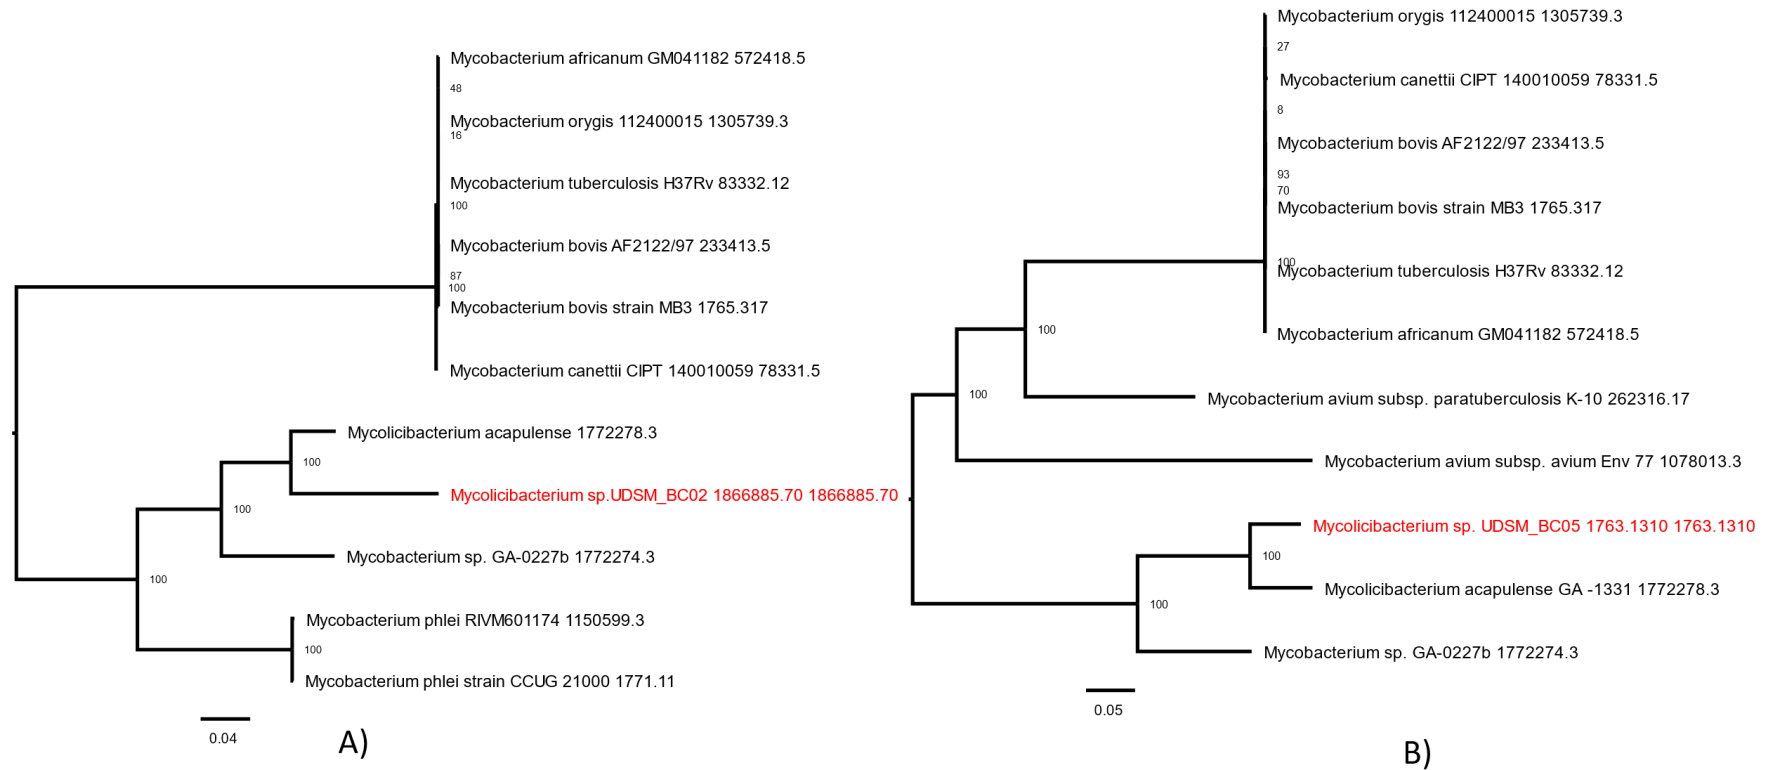 Mycobacterium africanum GM041182 572418.5
48
Mycobacterium orygis 112400015 1305739.3
16
Mycobacterium tuberculosis H37Rv 83332.12
100
Mycobacterium bovis AF2122/97 233413.5
87
100
Mycobacterium bovis strain MB3 1765.317
Mycobacterium canettii CIPT 140010059 78331.5
Mycolicibacterium acapulense 1772278.3
100
Mycolicibacterium sp.UDSM_BC02 1866885.70 1866885.70
100
Mycobacterium sp. GA-0227b 1772274.3
100
Mycobacterium phlei RIVM601174 1150599.3
100
Mycobacterium phlei strain CCUG 21000 1771.11
0.04
A)
Mycobacterium orygis 112400015 1305739.3
27
Mycobacterium canettii CIPT 140010059 78331.5
8
Mycobacterium bovis AF2122/97 233413.5
93
70
Mycobacterium bovis strain MB3 1765.317
100
Mycobacterium tuberculosis H37Rv 83332.12
100
Mycobacterium africanum GM041182 572418.5
100
Mycobacterium avium subsp. paratuberculosis K-10 262316.17
Mycobacterium avium subsp. avium Env 77 1078013.3
Mycolicibacterium sp. UDSM_BC05 1763.1310 1763.1310
100
Mycolicibacterium acapulense GA -1331 1772278.3
100
Mycobacterium sp. GA-0227b 1772274.3
0.05
B)